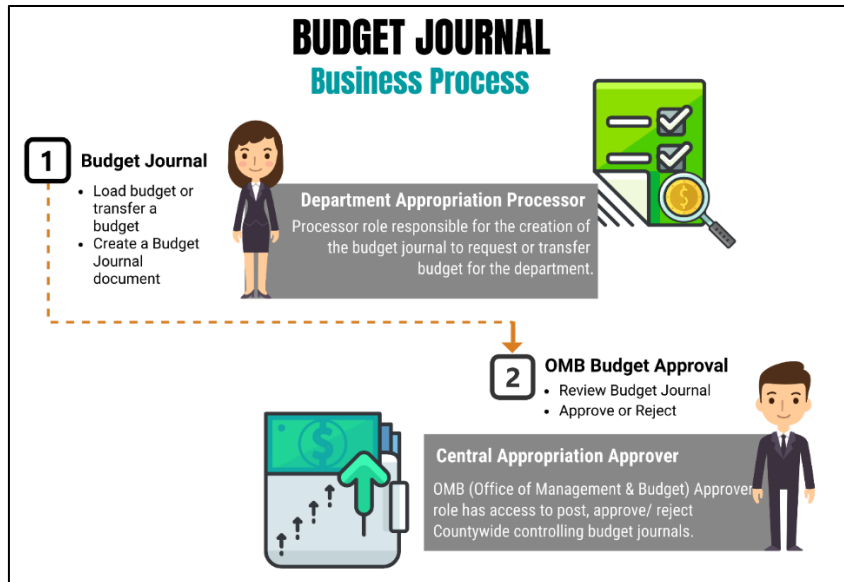 BUDGET JOURNAL
Business Process
1
Budget Journal
• Load budget or
transfer a
budget
• Create a Budget
Journal
document
Department Appropriation Processor
Processor role responsible for the creation of
the budget journal to request or transfer
budget for the department.
$
2
OMB Budget Approval
• Review Budget Journal
• Approve or Reject
$
Central Appropriation Approver
OMB (Office of Management & Budget) Approver
role has access to post, approve/ reject
Countywide controlling budget journals.